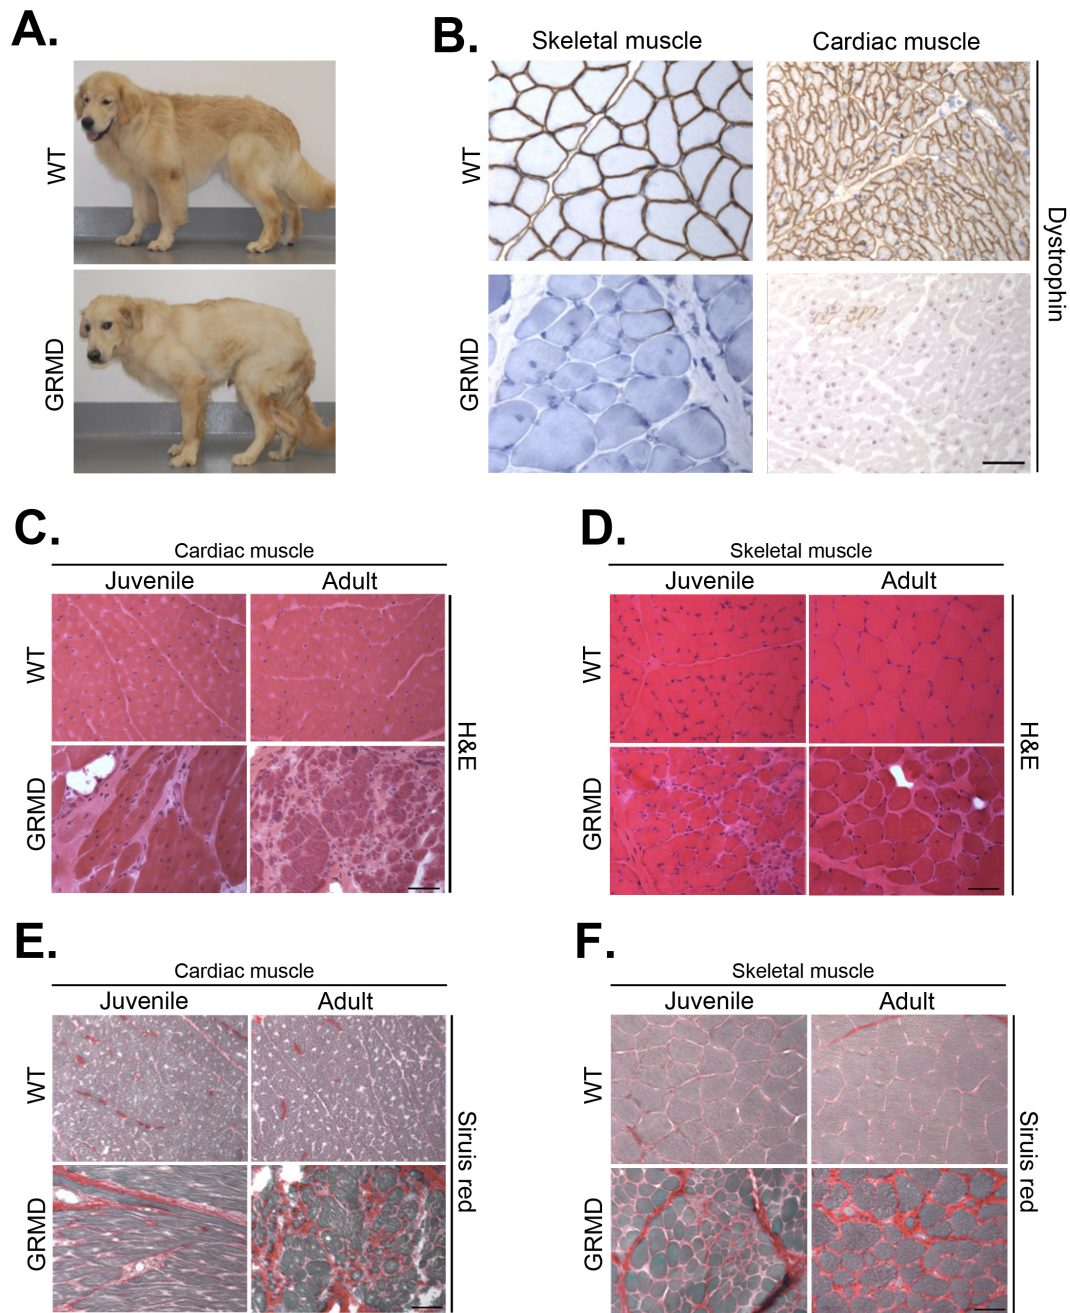 A.
WT
GRMD
B.
Skeletal muscle
Cardiac muscle
WT
GRMD
Dystrophin
C.
Cardiac muscle
Juvenile
Adult
WT
GRMD
H&E
D.
Skeletal muscle
Juvenile
Adult
WT
GRMD
H&E
E.
Cardiac muscle
Juvenile
Adult
WT
GRMD
Siruis red
F.
Skeletal muscle
Juvenile
Adult
WT
GRMD
Siruis red